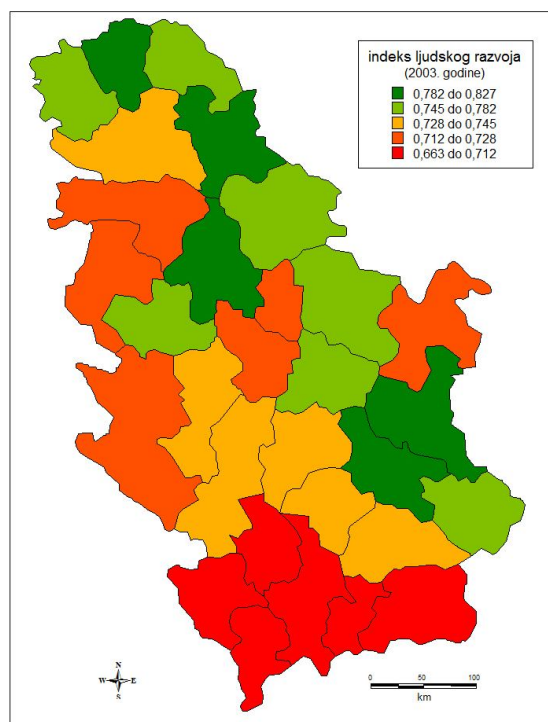 indeks ljudskog razvoja
(2003. godine)
0,782 do 0,827
0,745 do 0,782
0,728 do 0,745
0,712 do 0,728
0,663 do 0,712
N
W E
S
0 50 100
km